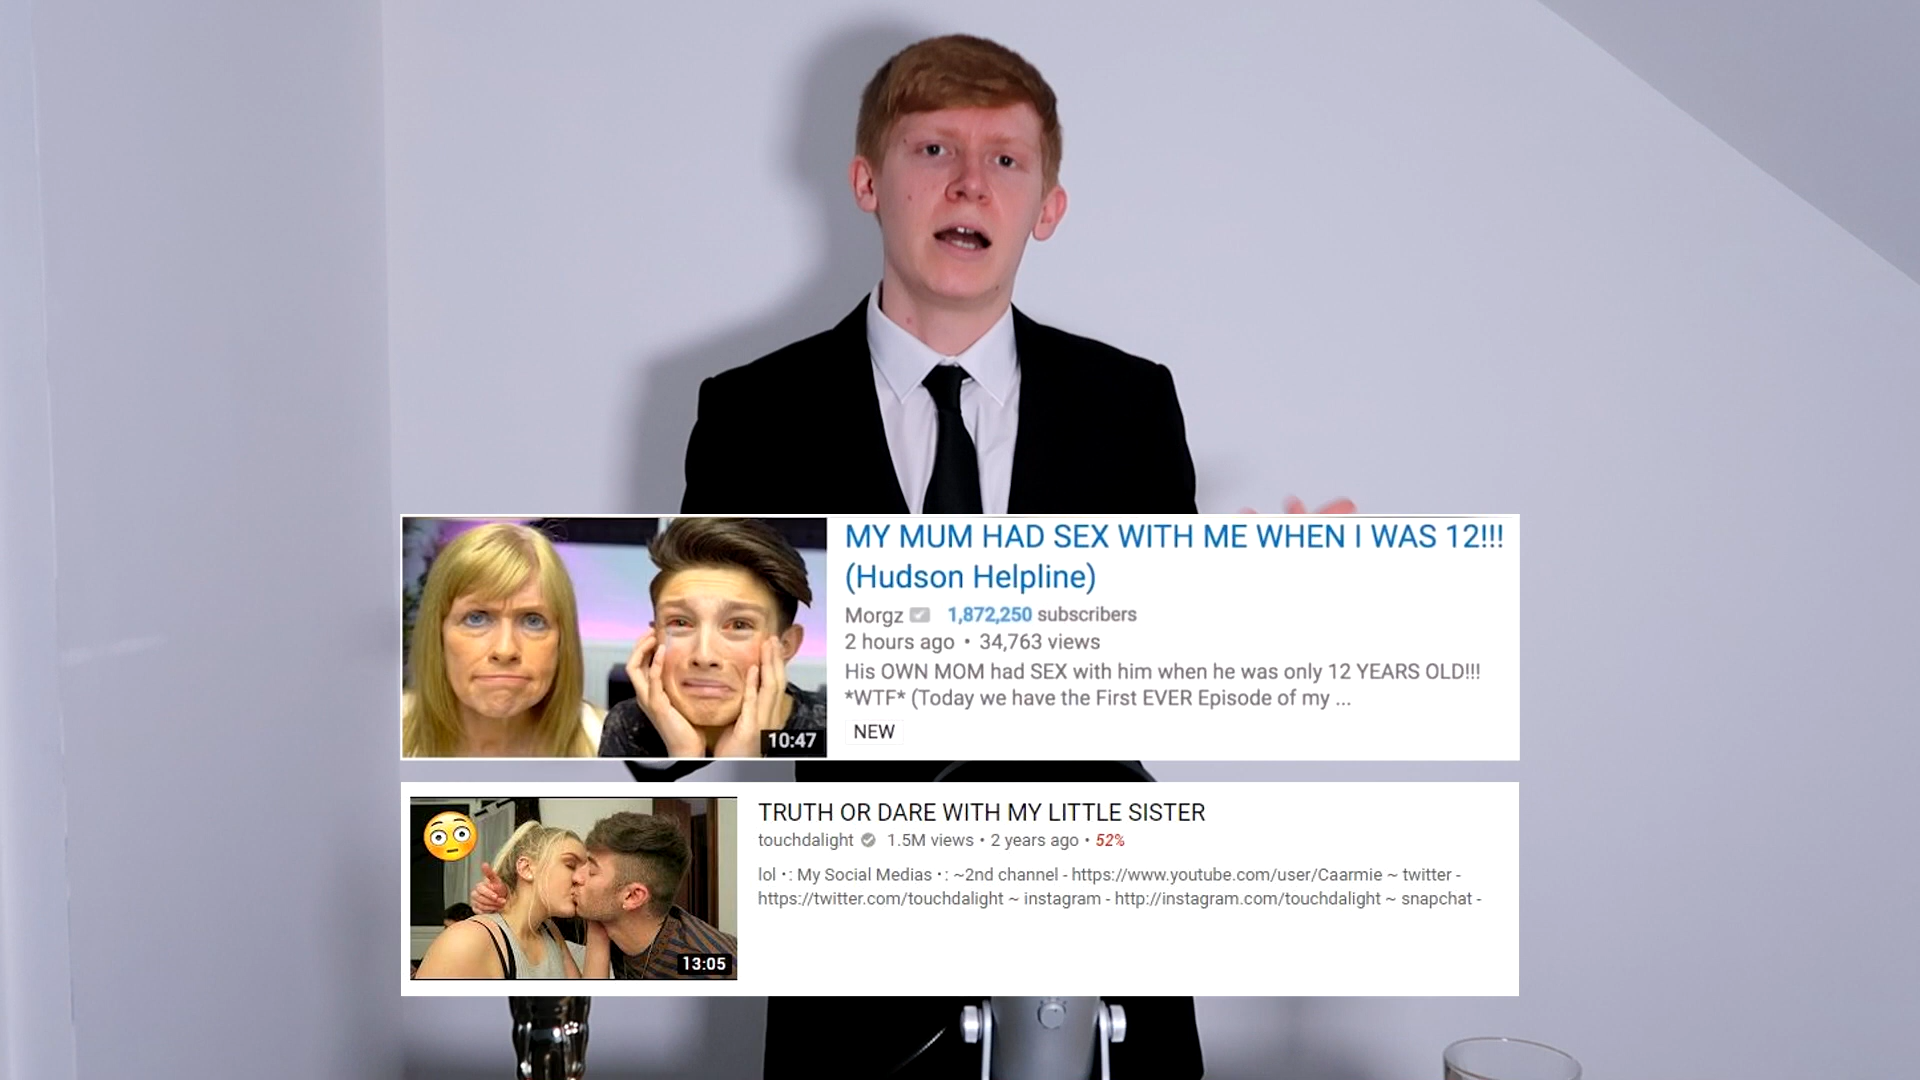 MY MUM HAD SEX WITH ME WHEN I WAS 12!!!
(Hudson Helpline)
Morgz 1,872,250 subscribers
2 hours ago • 34,763 views
His OWN MOM had SEX with him when he was only 12 YEARS OLD!!!
*WTF* (Today we have the First EVER Episode of my ...
NEW
10:47
TRUTH OR DARE WITH MY LITTLE SISTER
touchdalight 1.5M views • 2 years ago • 52%
lol •: My Social Medias •: ~2nd channel - https://www.youtube.com/user/Caarmie ~ twitter -
https://twitter.com/touchdalight ~ instagram - http://instagram.com/touchdalight ~ snapchat -
13:05